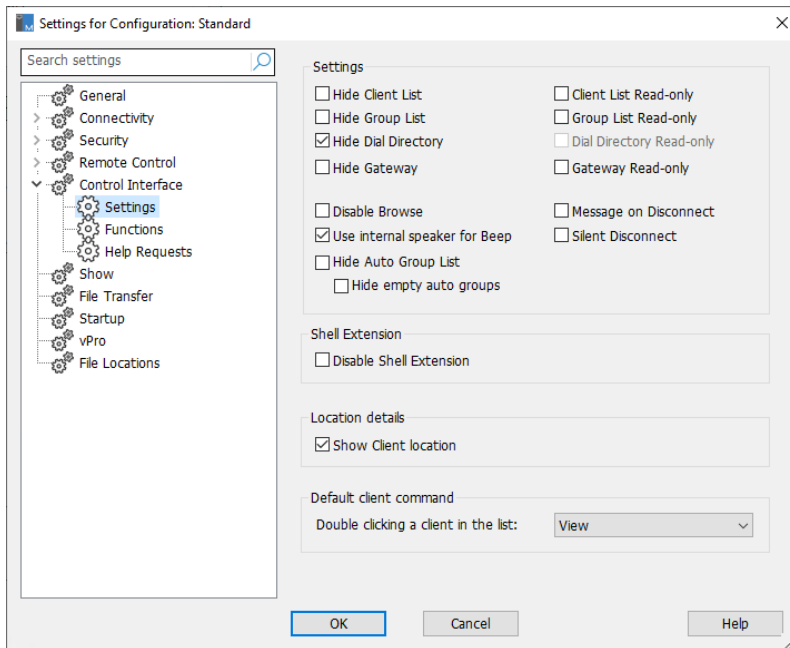 Settings for Configuration: Standard
Search settings
General
Connectivity
Security
Remote Control
Control Interface
Settings
Functions
Help Requests
Show
File Transfer
Startup
vPro
File Locations
Settings
Hide Client List
Client List Read-only
Hide Group List
Group List Read-only
Hide Dial Directory
Dial Directory Read-only
Hide Gateway
Gateway Read-only
Disable Browse
Message on Disconnect
Use internal speaker for Beep
Silent Disconnect
Hide Auto Group List
Hide empty auto groups
Shell Extension
Disable Shell Extension
Location details
Show Client location
Default client command
Double clicking a client in the list:
View
OK
Cancel
Help